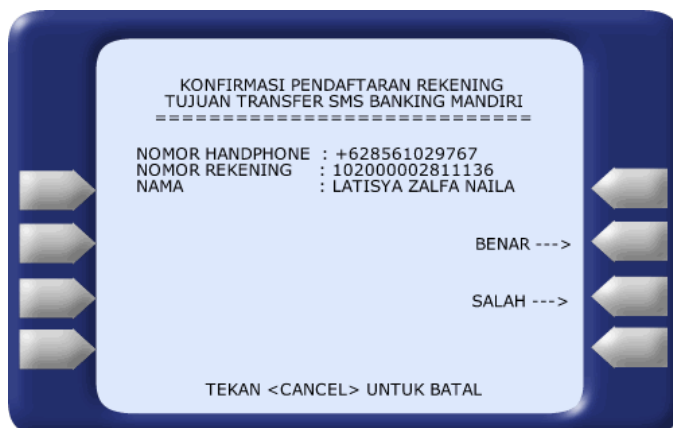 KONFIRMASI PENDAFTARAN REKENING
TUJUAN TRANSFER SMS BANKING MANDIRI
=============================
NOMOR HANDPHONE : +628561029767
NOMOR REKENING : 102000002811136
NAMA : LATISYA ZALFA NAILA
BENAR --->
SALAH --->
TEKAN <CANCEL> UNTUK BATAL